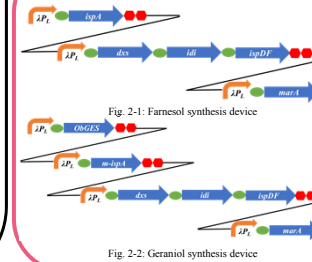 λPL ispA
λPL dxs idi ispDF
λPL marA
Fig. 2-1: Farnesol synthesis device
λPL ObGES
λPL m-ispA
λPL dxs idi ispDF
λPL marA
Fig. 2-2: Geraniol synthesis device